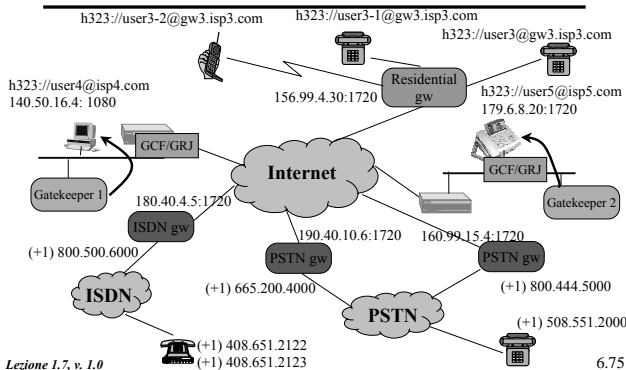 h323://user3-2@gw3.isp3.com
h323://user3-1@gw3.isp3.com
h323://user3@gw3.isp3.com
h323://user4@isp4.com
140.50.16.4: 1080
156.99.4.30:1720
Residential
gw
h323://user5@isp5.com
179.6.8.20:1720
GCF/GRJ
Internet
GCF/GRJ
Gatekeeper 1
Gatekeeper 2
180.40.4.5:1720
ISDN gw
190.40.10.6:1720
160.99.15.4:1720
(+1) 800.500.6000
PSTN gw
PSTN gw
(+1) 665.200.4000
(+1) 800.444.5000
ISDN
PSTN
(+1) 508.551.2000
(+1) 408.651.2122
(+1) 408.651.2123
Lezione 1.7, v. 1.0
6.75